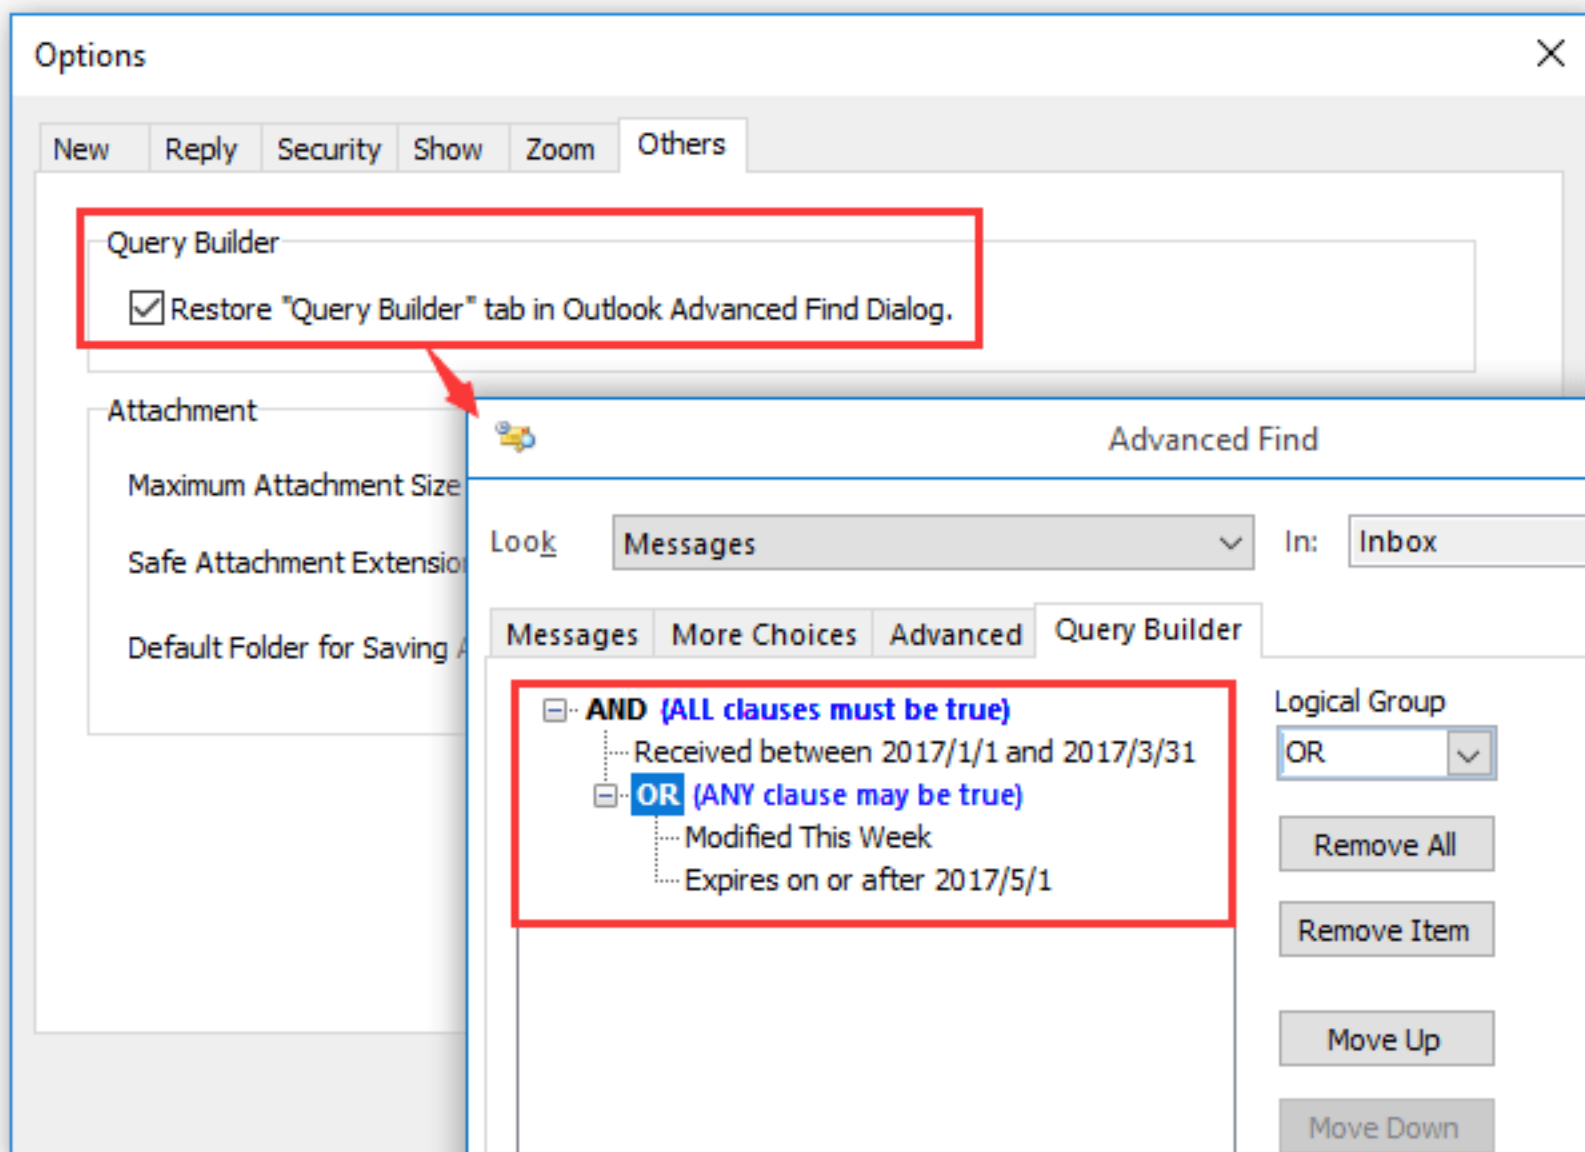 Options
New Reply Security Show Zoom Others
Query Builder
Restore "Query Builder" tab in Outlook Advanced Find Dialog.
Attachment
Maximum Attachment Size
Safe Attachment
Default Folder for Saving
Advanced Find
Look Messages In: Inbox
Messages More Choices Advanced Query Builder
AND (ALL clauses must be true)
Received between 2017/1/1 and 2017/3/31
OR (ANY clause may be true)
Modified This Week
Expires on or after 2017/5/1
Logical Group
OR
Remove All
Remove Item
Move Up
Move Down